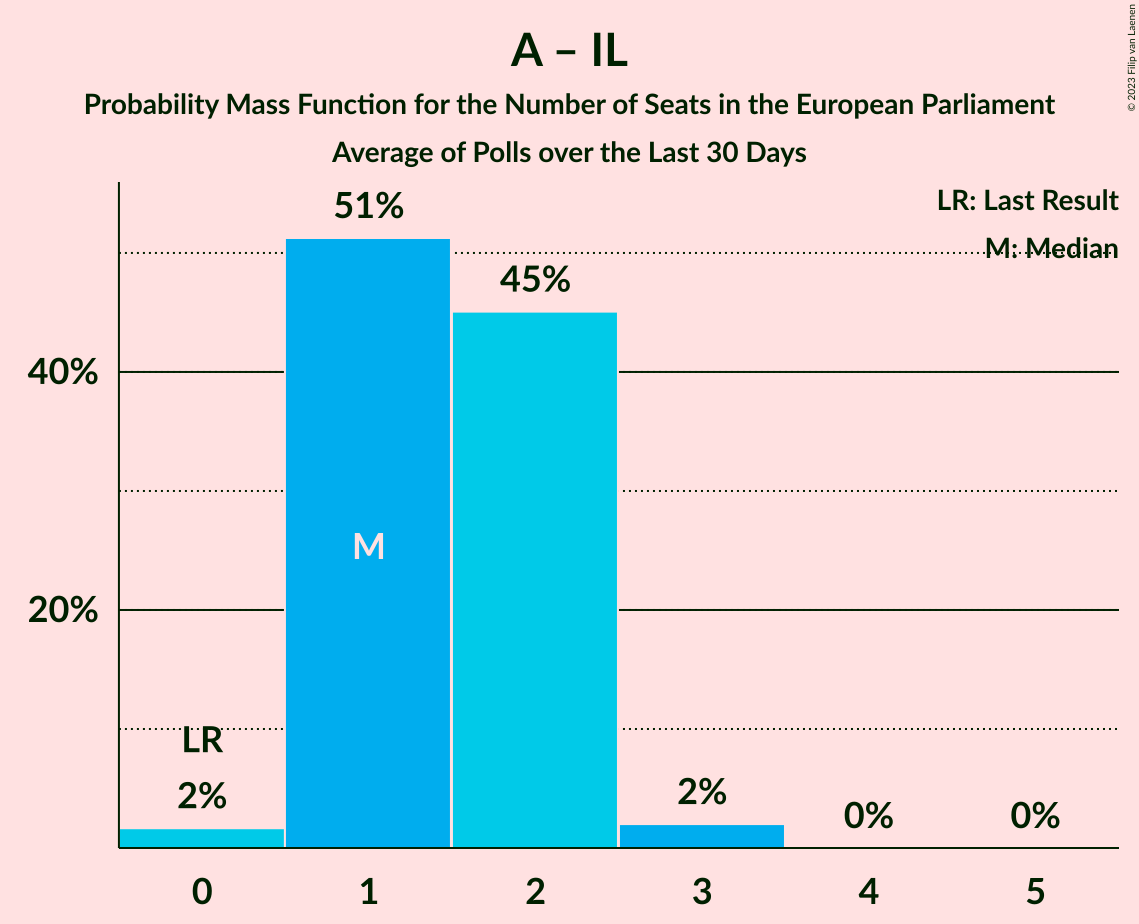 © 2023 Filip van Laenen
A – IL
Probability Mass Function for the Number of Seats in the European Parliament
Average of Polls over the Last 30 Days
LR: Last Result
M: Median
51%
45%
40%
M
20%
LR
2%
2%
0%
0%
0 1 2 3 4 5